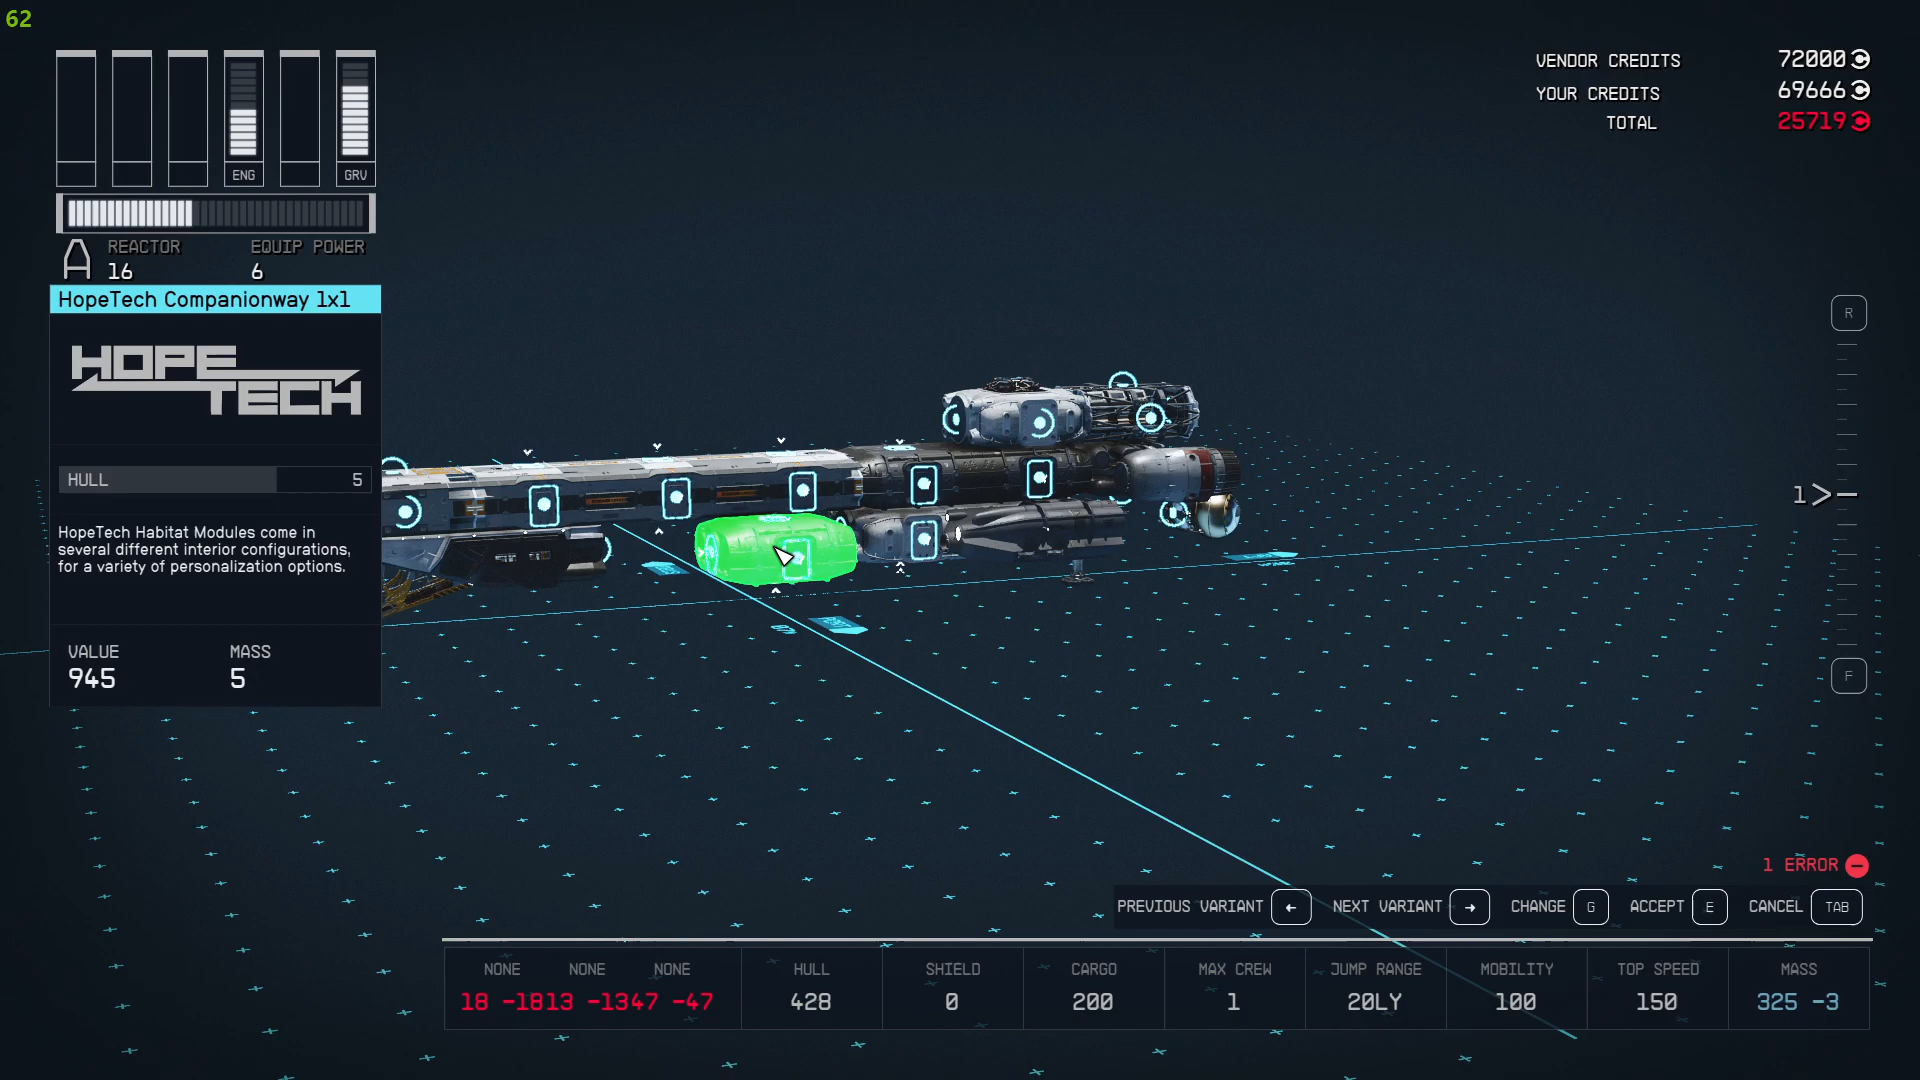 62
VENDOR CREDITS 72000
YOUR CREDITS 69666
TOTAL 25719
ENG GRV
REACTOR EQUIP POWER
A 16 6
HopeTech Companionway 1x1
HOPE
TECH
HULL 5
HopeTech Habitat Modules come in
several different interior configurations,
for a variety of personalization options.
VALUE MASS
945 5
R
1
F
1 ERROR
PREVIOUS VARIANT ← NEXT VARIANT → CHANGE G ACCEPT E CANCEL TAB
NONE NONE NONE HULL SHIELD CARGO MAX CREW JUMP RANGE MOBILITY TOP SPEED MASS
18 -1813 -1347 -47 428 0 200 1 20LY 100 150 325 -3